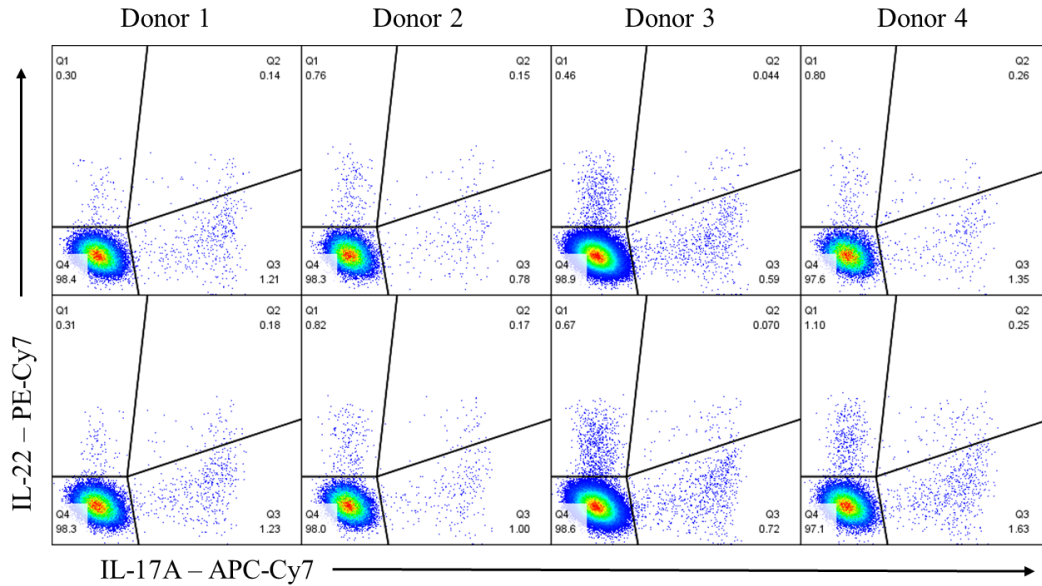 Donor 1 Donor 2 Donor 3 Donor 4
Q1 Q2 Q1 Q2 Q1 Q2 Q1 Q2
0.30 0.14 0.76 0.15 0.46 0.044 0.80 0.26
Q4 Q3 Q4 Q3 Q4 Q3 Q4 Q3
98.4 1.21 98.3 0.78 98.9 0.59 97.6 1.35
Q1 Q2 Q1 Q2 Q1 Q2 Q1 Q2
0.31 0.18 0.82 0.17 0.67 0.070 1.10 0.25
Q4 Q3 Q4 Q3 Q4 Q3 Q4 Q3
98.3 1.23 98.0 1.00 98.6 0.72 97.1 1.63
IL-22 – PE-Cy7
IL-17A – APC-Cy7